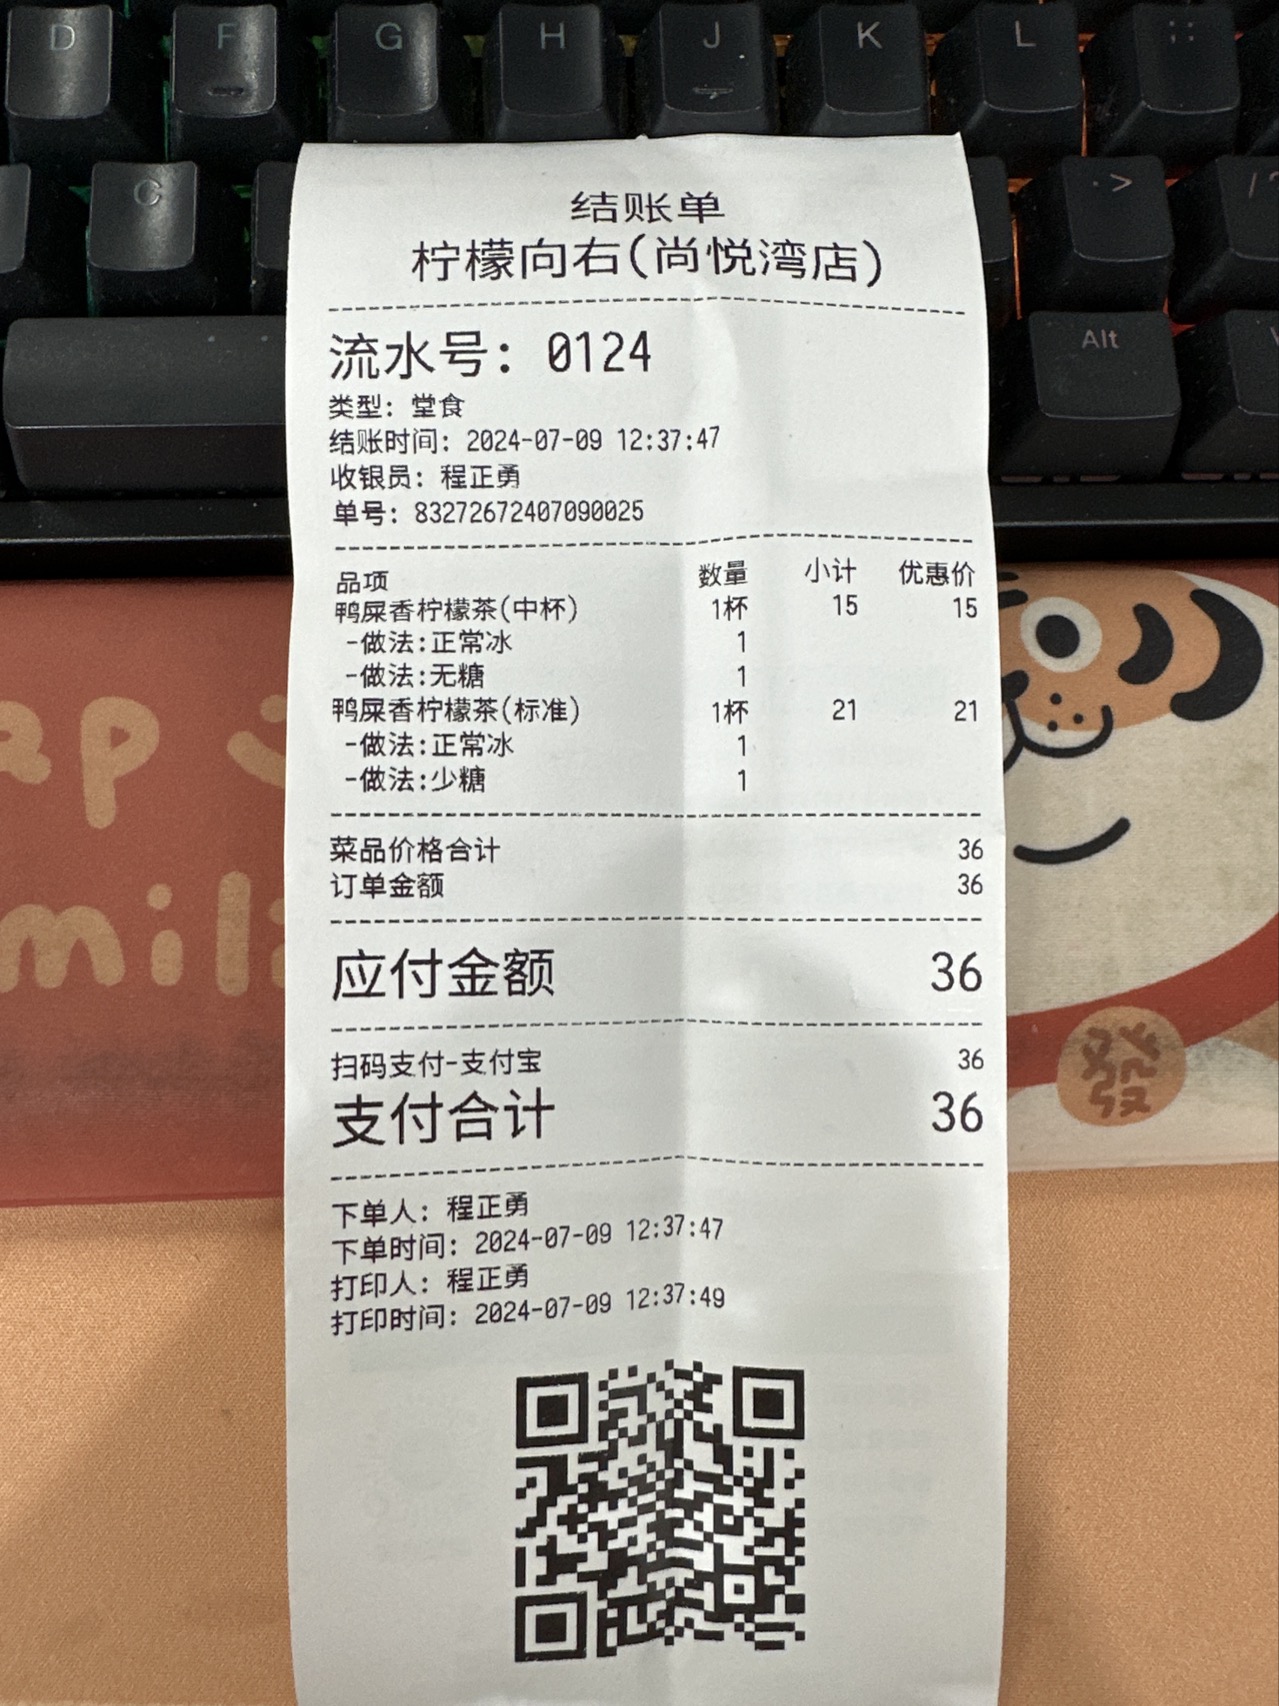 D F G H J K L : ;
C . > / ?
Alt
结账单
柠檬向右(尚悦湾店)
流水号: 0124
类型: 堂食
结账时间: 2024-07-09 12:37:47
收银员: 程正勇
单号: 83272672407090025
品项 数量 小计 优惠价
鸭屎香柠檬茶(中杯) 1杯 15 15
-做法:正常冰 1
-做法:无糖 1
鸭屎香柠檬茶(标准) 1杯 21 21
-做法:正常冰 1
-做法:少糖 1
菜品价格合计 36
订单金额 36
应付金额 36
扫码支付-支付宝 36
支付合计 36
下单人: 程正勇
下单时间: 2024-07-09 12:37:47
打印人: 程正勇
打印时间: 2024-07-09 12:37:49
發